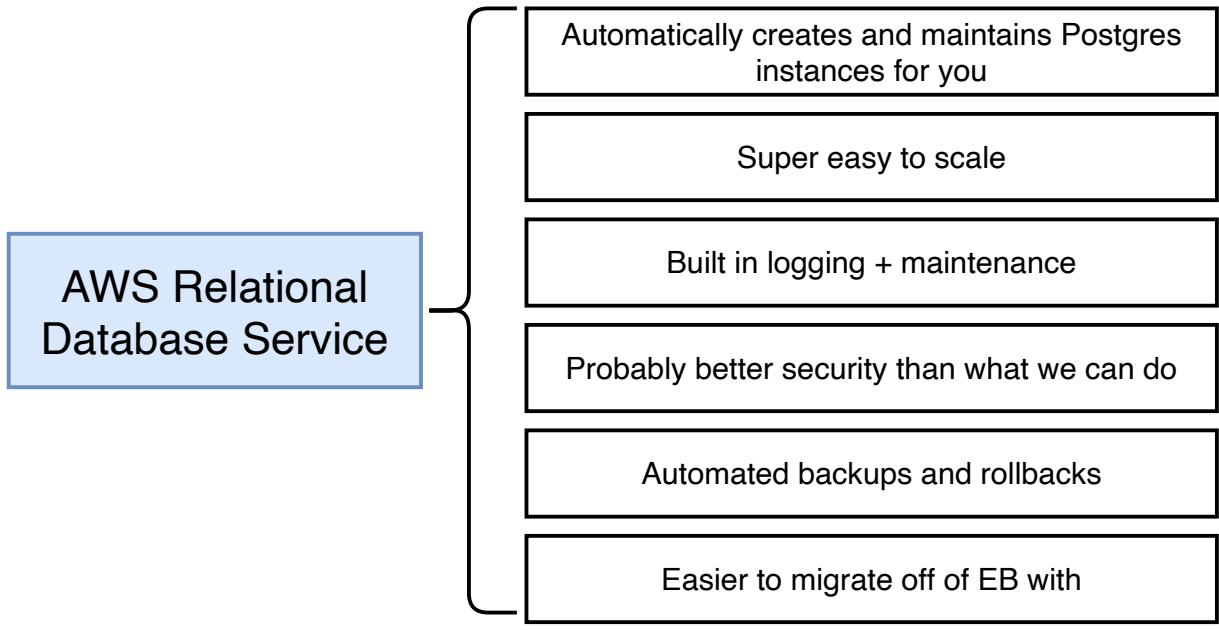 AWS Relational
Database Service
Automatically creates and maintains Postgres
instances for you
Super easy to scale
Built in logging + maintenance
Probably better security than what we can do
Automated backups and rollbacks
Easier to migrate off of EB with